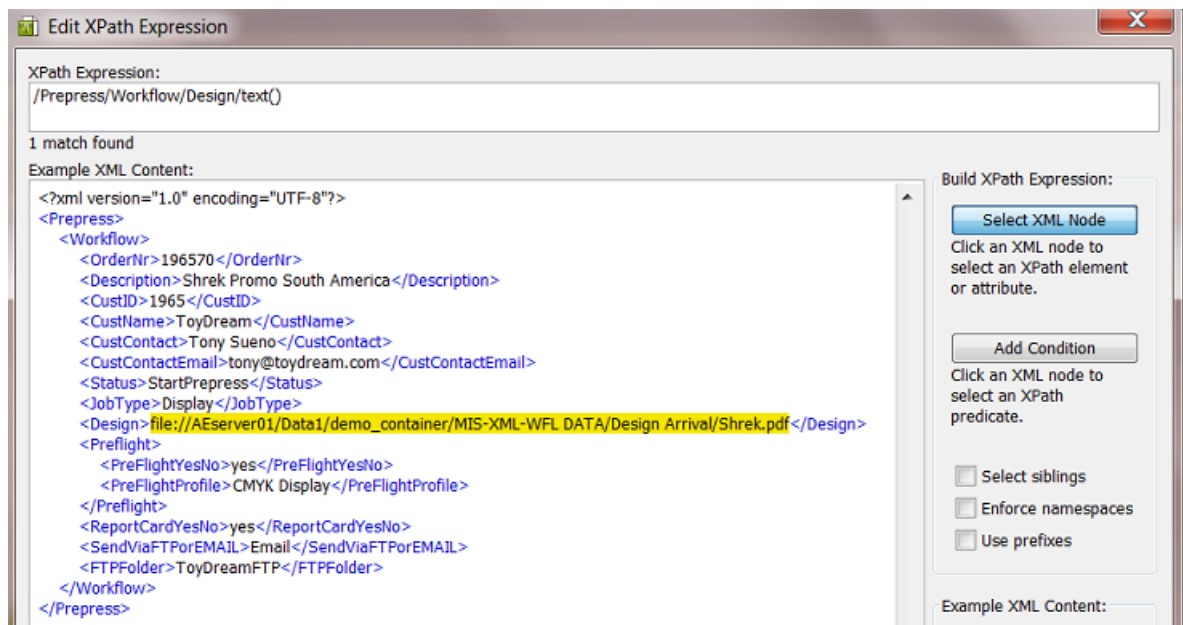 Edit XPath Expression
X
XPath Expression:
/Prepress/Workflow/Design/text()
1 match found
Example XML Content:
<?xml version="1.0" encoding="UTF-8"?>
<Prepress>
<Workflow>
<OrderNr>196570</OrderNr>
<Description>Shrek Promo South America</Description>
<CustID>1965</CustID>
<CustName>ToyDream</CustName>
<CustContact>Tony Sueno</CustContact>
<CustContactEmail>tony@toydream.com</CustContactEmail>
<Status>StartPrepress</Status>
<JobType>Display</JobType>
<Design>file://AEserver01/Data1/demo_container/MIS-XML-WFL DATA/Design Arrival/Shrek.pdf</Design>
<Preflight>
<PreFlightYesNo>yes</PreFlightYesNo>
<PreFlightProfile>CMYK Display</PreFlightProfile>
</Preflight>
<ReportCardYesNo>yes</ReportCardYesNo>
<SendViaFTPorEMAIL>Email</SendViaFTPorEMAIL>
<FTPFolder>ToyDreamFTP</FTPFolder>
</Workflow>
</Prepress>
Build XPath Expression:
Select XML Node
Click an XML node to
select an XPath element
or attribute.
Add Condition
Click an XML node to
select an XPath
predicate.
Select siblings
Enforce namespaces
Use prefixes
Example XML Content: